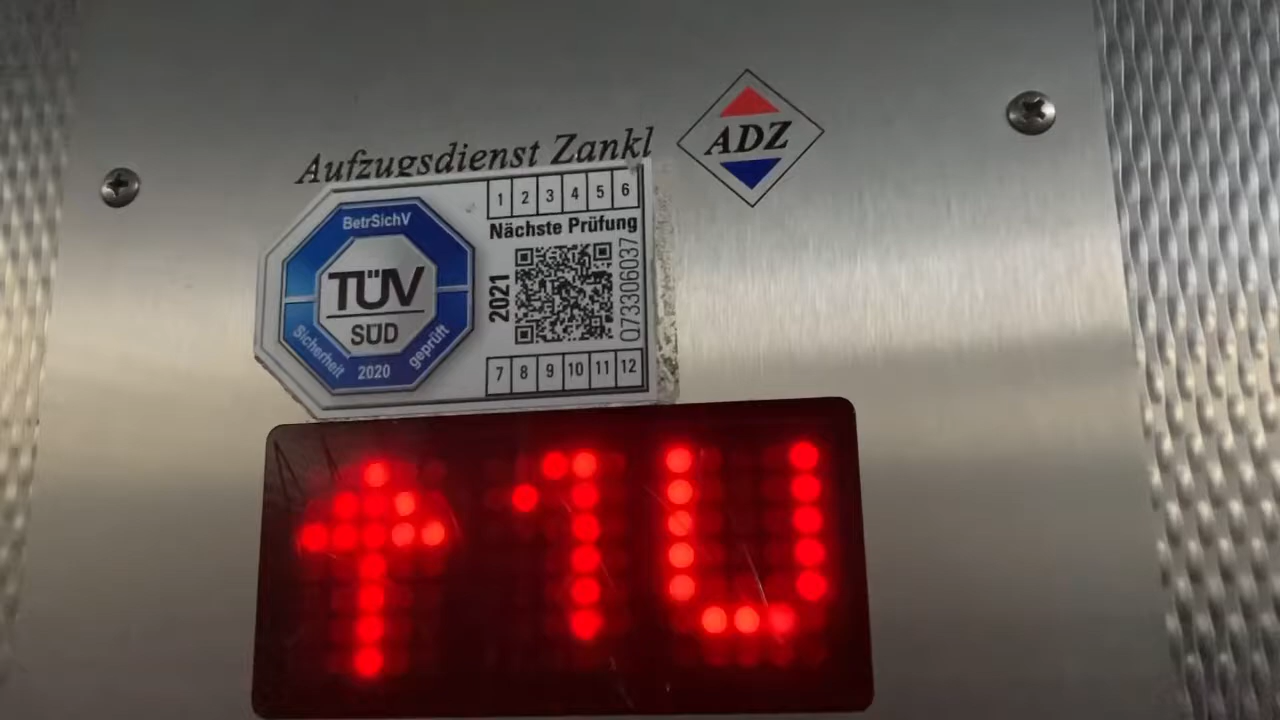 Aufzugsdienst Zankl
ADZ
1 2 3 4 5 6
Nächste Prüfung
2021
Q73306037
7 8 9 10 11 12
BetrSichV
TÜV
SÜD
Sicherheit 2020 geprüft
↑1U